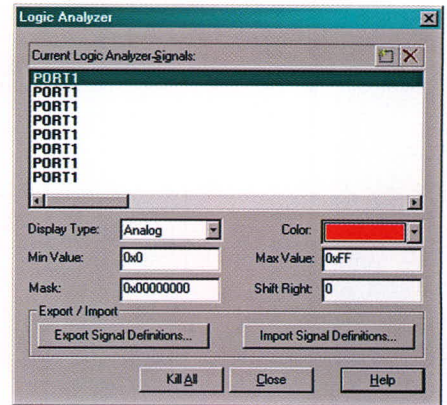 Logic Analyzer
Current Logic Analyzer Signals:
PORT1
PORT1
PORT1
PORT1
PORT1
PORT1
PORT1
PORT1
Display Type: Analog Color:
Min Value: 0x0 Max Value: 0xFF
Mask: 0x00000000 Shift Right: 0
Export / Import
Export Signal Definitions... Import Signal Definitions...
Kill All Close Help